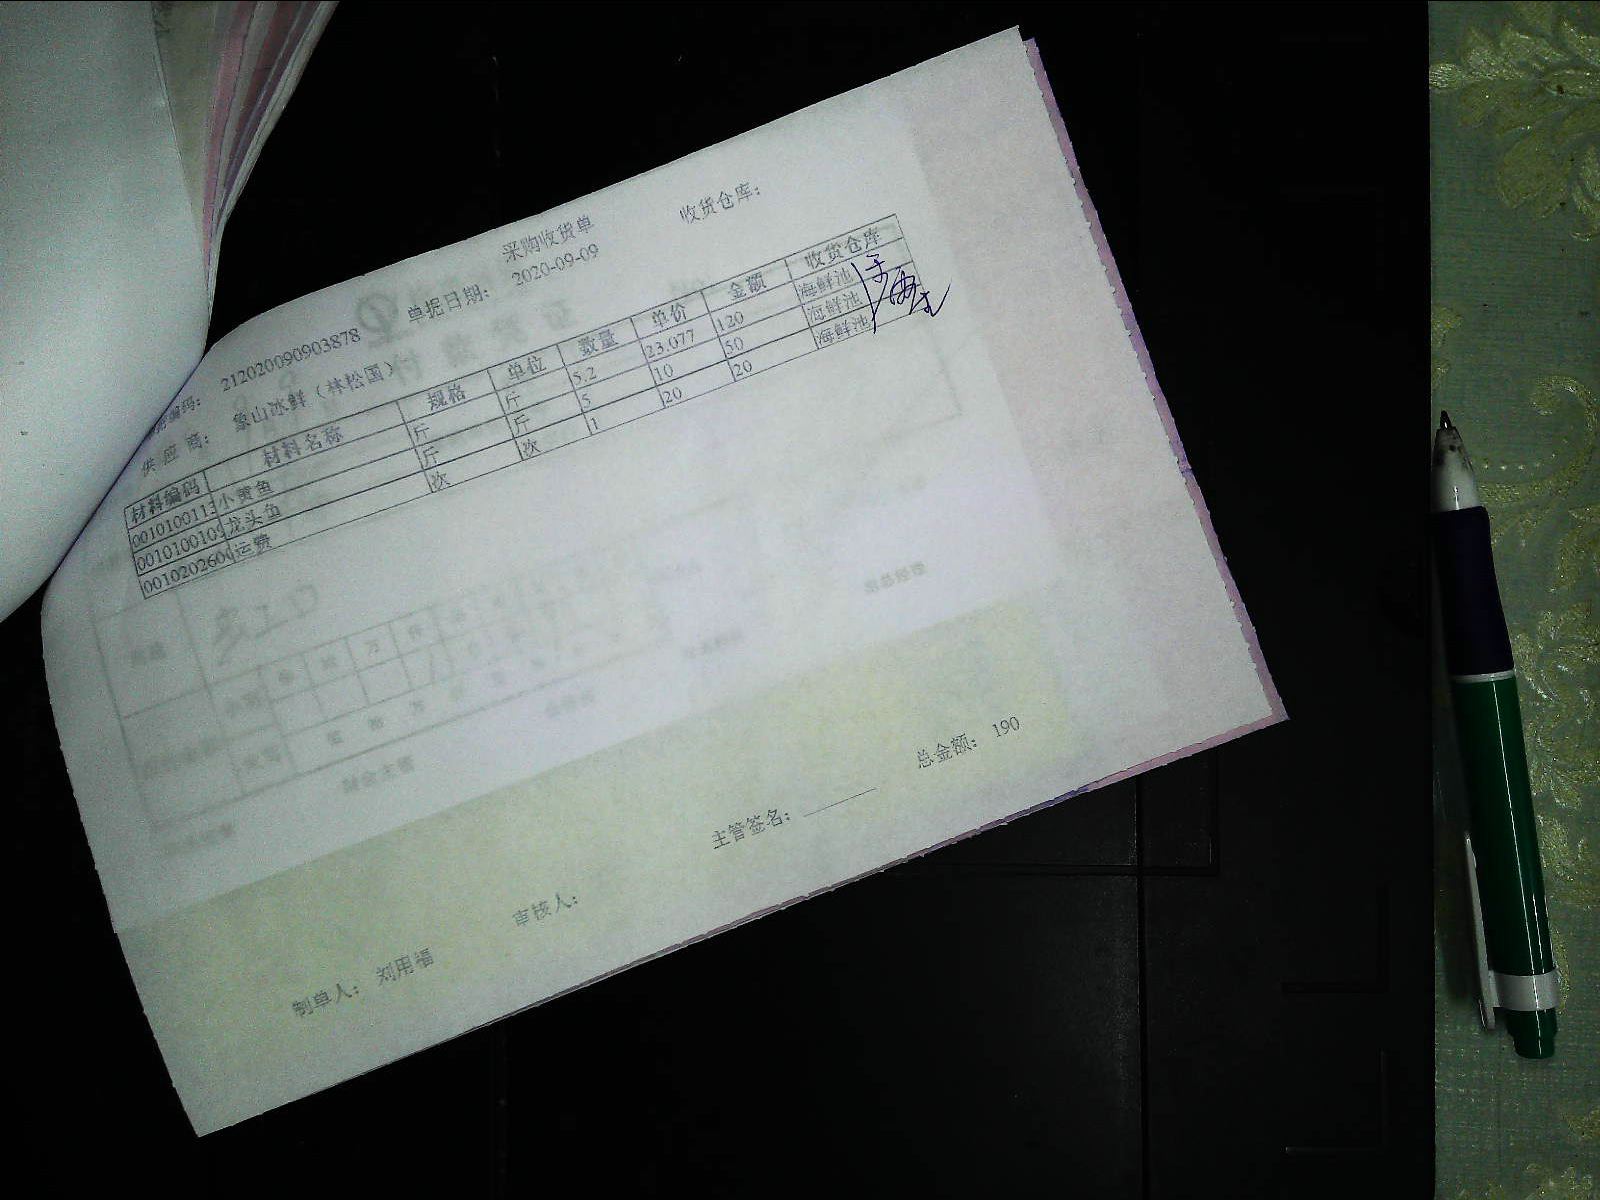 采购收货单
收货仓库：
编码： 212020090903878 单据日期： 2020-09-09
供 应 商： 象山冰鲜（林松国）
材料编码 材料名称 规格 单位 数量 单价 金额 收货仓库
001010011 小黄鱼 斤 斤 5.2 23.077 120 海鲜池
001010010 龙头鱼 斤 斤 5 10 50 海鲜池
001020260 运费 次 次 1 20 20 海鲜池
制单人： 刘用福 审核人： 主管签名： 总金额： 190